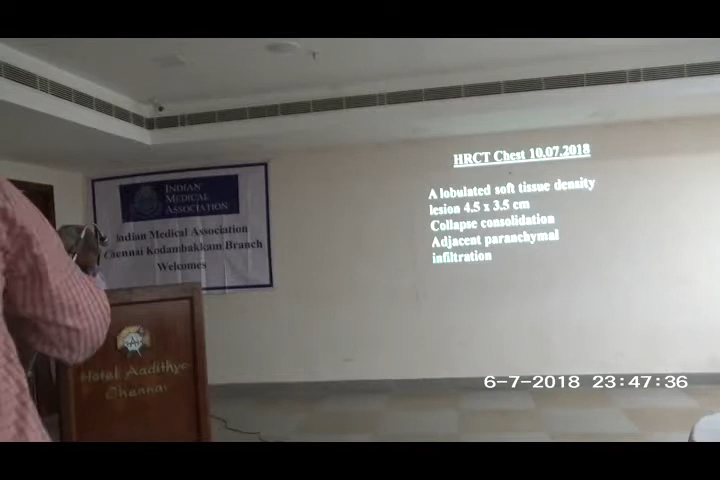 HRCT Chest 10.07.2018
A lobulated soft tissue density
lesion 4.5 x 3.5 cm
Collapse consolidation
Adjacent paranchymal
infiltration
INDIAN
MEDICAL
ASSOCIATION
Indian Medical Association
Chennai Kodambakkam Branch
Welcomes
Hotel Aadithya
Chennai
6-7-2018 23:47:36